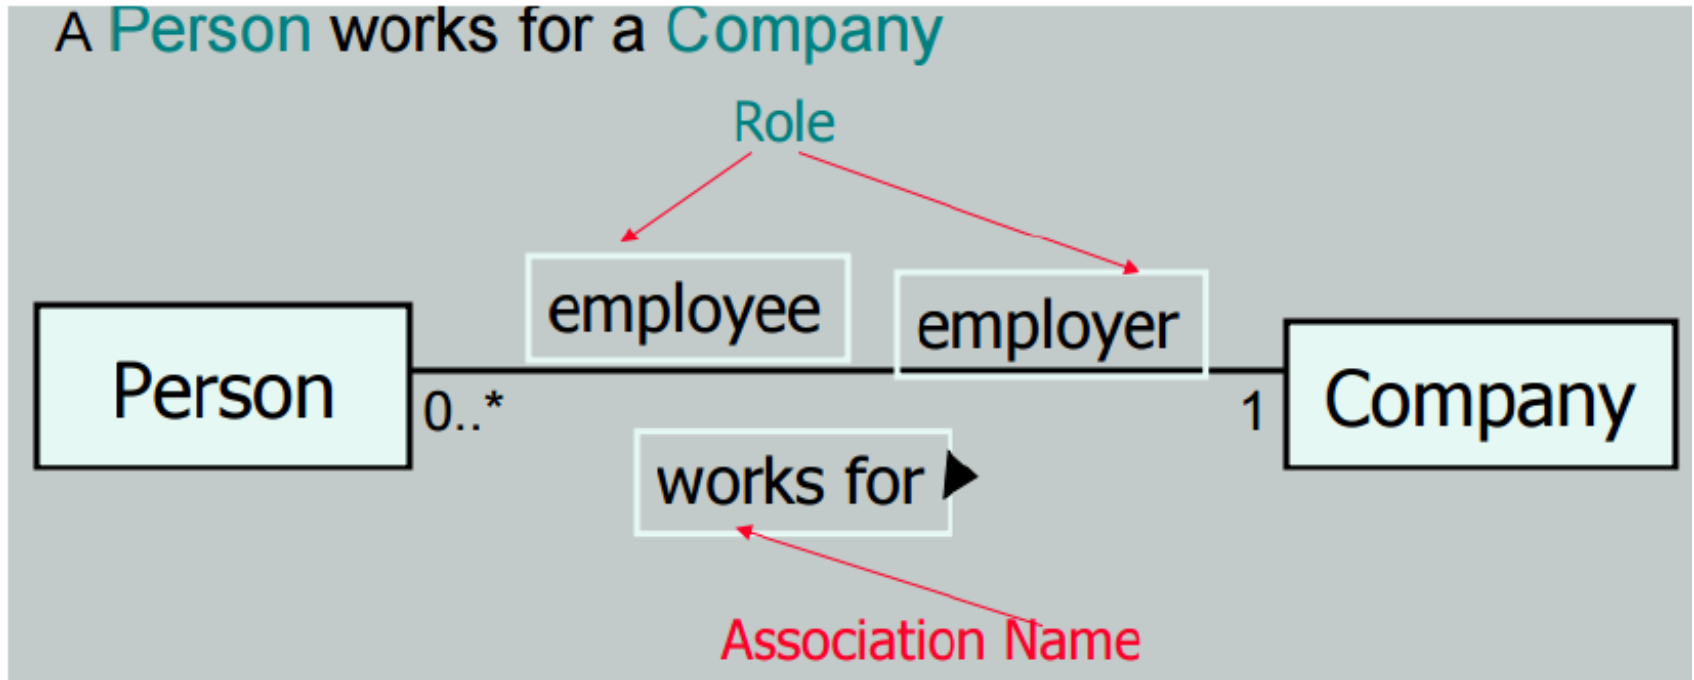 A Person works for a Company
Role
employee
employer
Person
0..*
1
Company
works for
Association Name